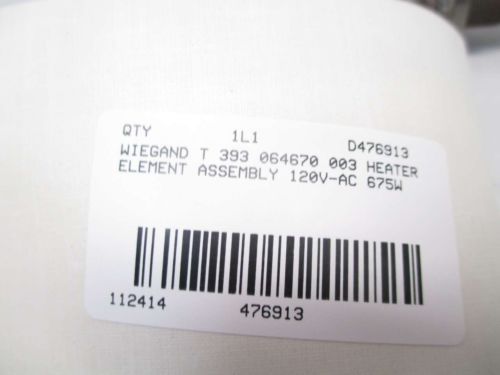 QTY 1L1 D476913
WIEGAND T 393 064670 003 HEATER
ELEMENT ASSEMBLY 120V-AC 675W
112414 476913